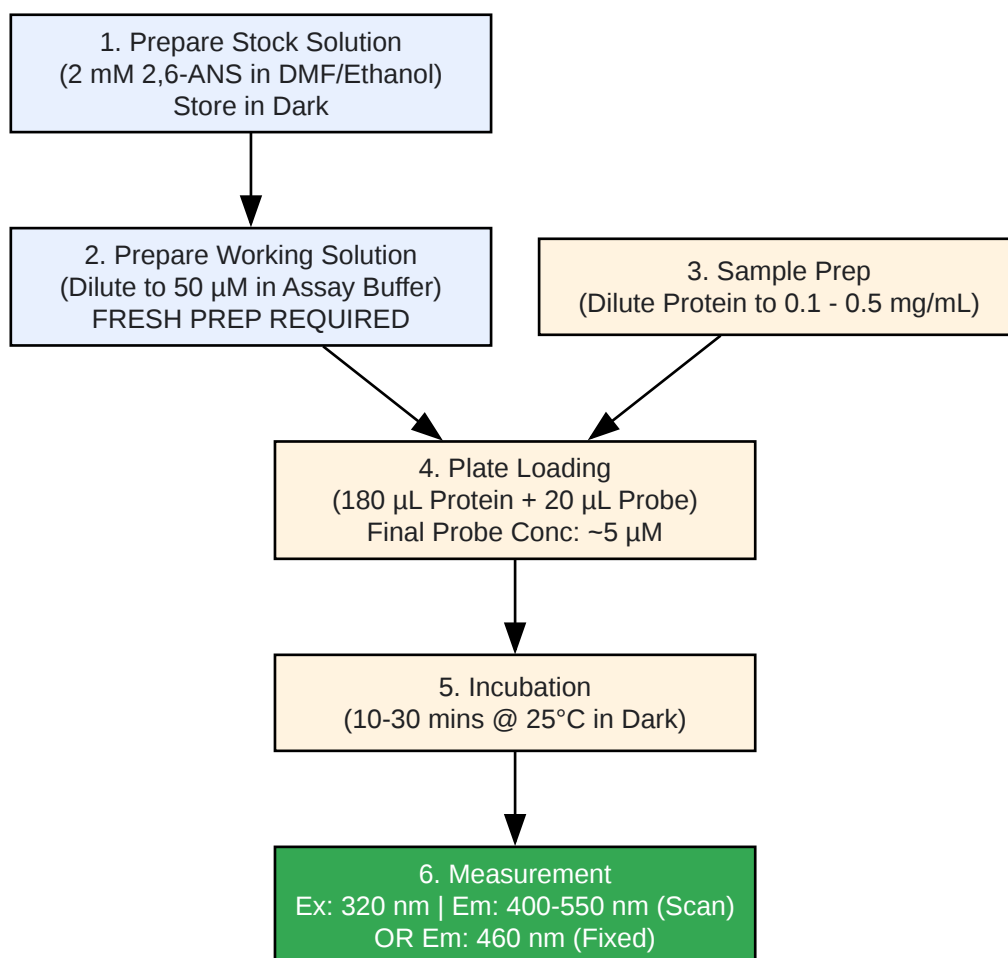 1. Prepare Stock Solution
(2 mM 2,6-ANS in DMF/Ethanol)
Store in Dark
2. Prepare Working Solution
(Dilute to 50 µM in Assay Buffer)
FRESH PREP REQUIRED
3. Sample Prep
(Dilute Protein to 0.1 - 0.5 mg/mL)
4. Plate Loading
(180 µL Protein + 20 µL Probe)
Final Probe Conc: ~5 µM
5. Incubation
(10-30 mins @ 25°C in Dark)
6. Measurement
Ex: 320 nm | Em: 400-550 nm (Scan)
OR Em: 460 nm (Fixed)